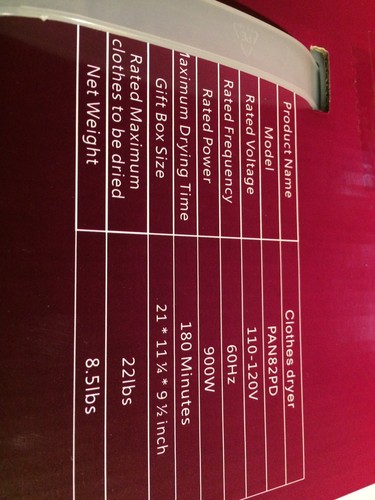 Product Name Clothes dryer
Model PAN82PD
Rated Voltage 110-120V
Rated Frequency 60Hz
Rated Power 900W
aximum Drying Time 180 Minutes
Gift Box Size 21 * 11 ¼ * 9 ½ inch
Rated Maximum
clothes to be dried 22lbs
Net Weight 8.5lbs